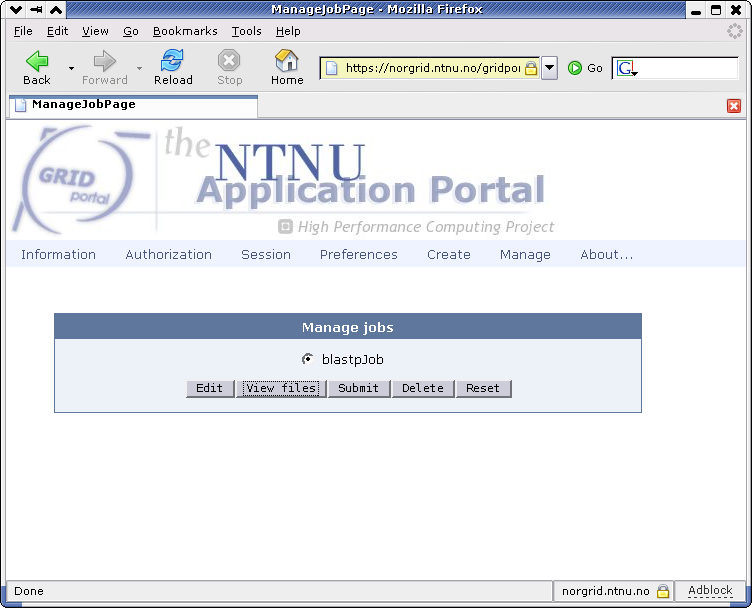 ManageJobPage - Mozilla Firefox
File Edit View Go Bookmarks Tools Help
Back Forward Reload Stop Home https://norgrid.ntnu.no/gridpor Go G
ManageJobPage
GRID portal
the NTNU
Application Portal
High Performance Computing Project
Information Authorization Session Preferences Create Manage About...
Manage jobs
blastpJob
Edit View files Submit Delete Reset
Done norgrid.ntnu.no Adblock